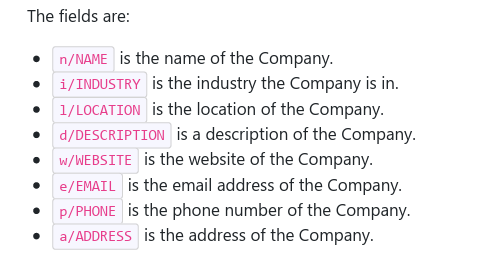 The fields are:
• n/NAME is the name of the Company.
• i/INDUSTRY is the industry the Company is in.
• l/LOCATION is the location of the Company.
• d/DESCRIPTION is a description of the Company.
• w/WEBSITE is the website of the Company.
• e/EMAIL is the email address of the Company.
• p/PHONE is the phone number of the Company.
• a/ADDRESS is the address of the Company.